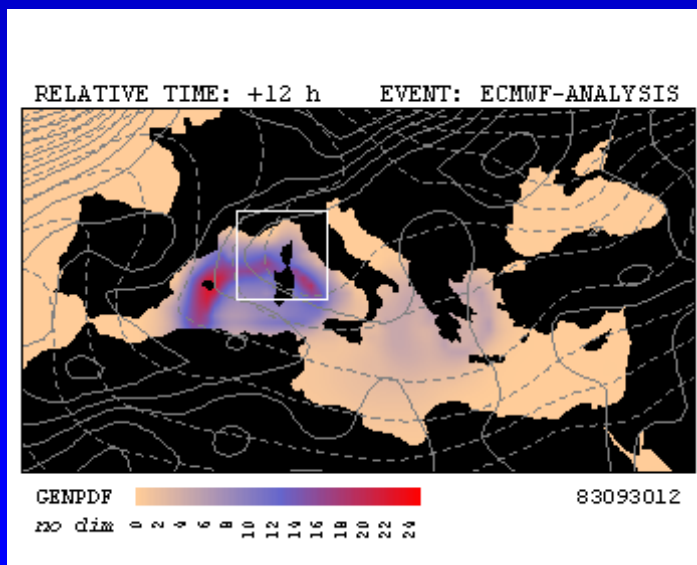 RELATIVE TIME: +12 h EVENT: ECMWF-ANALYSIS
GENPDF 83093012
no dim 0 2 4 6 8 10 12 14 16 18 20 22 24